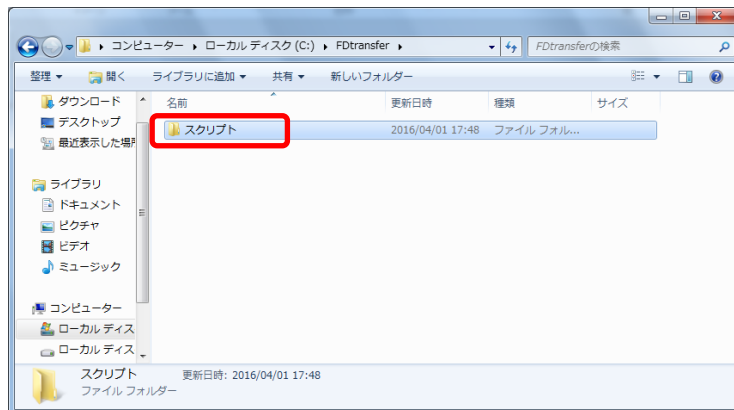 コンピューター ▸ ローカル ディスク (C:) ▸ FDtransfer ▸
FDtransferの検索
整理 ▼ 開く ライブラリに追加 ▼ 共有 ▼ 新しいフォルダー
ダウンロード
デスクトップ
最近表示した場所
ライブラリ
ドキュメント
ピクチャ
ビデオ
ミュージック
コンピューター
ローカル ディス
ローカル ディス
名前 更新日時 種類 サイズ
スクリプト 2016/04/01 17:48 ファイル フォル...
スクリプト 更新日時: 2016/04/01 17:48
ファイル フォルダー